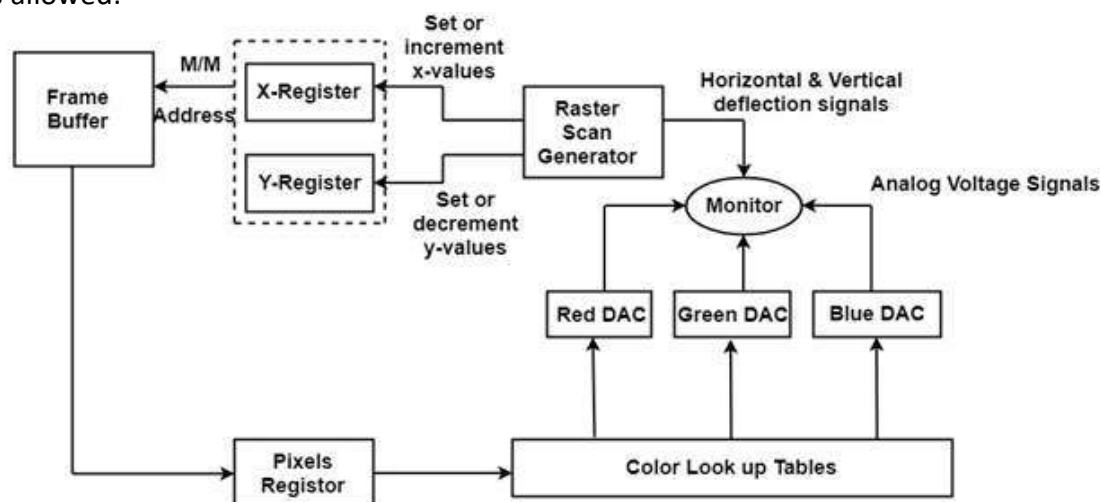 s allowed.
Set or
increment
x-values
M/M
Address
Frame
Buffer
X-Register
Y-Register
Set or
decrement
y-values
Raster
Scan
Generator
Horizontal & Vertical
deflection signals
Monitor
Analog Voltage Signals
Red DAC
Green DAC
Blue DAC
Pixels
Registor
Color Look up Tables